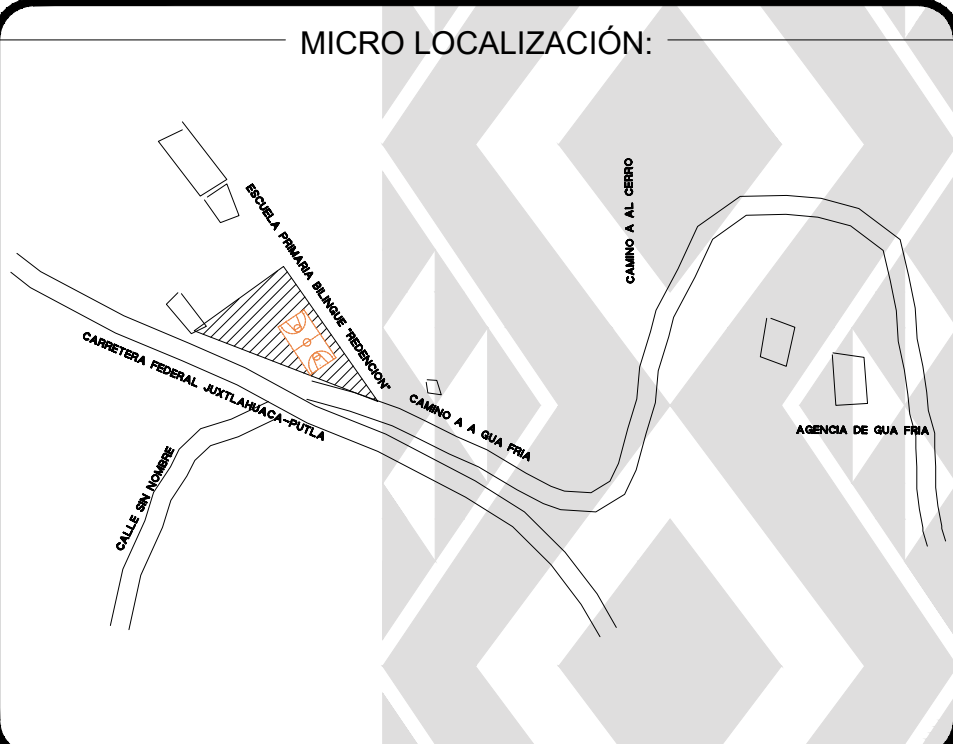 MICRO LOCALIZACIÓN:
ESCUELA PRIMARIA BILINGUE "REDENCION"
CAMINO A AL CERRO
CARRETERA FEDERAL JUXTLAHUACA-PUTLA
CAMINO A A GUA FRIA
AGENCIA DE GUA FRIA
CALLE SIN NOMBRE